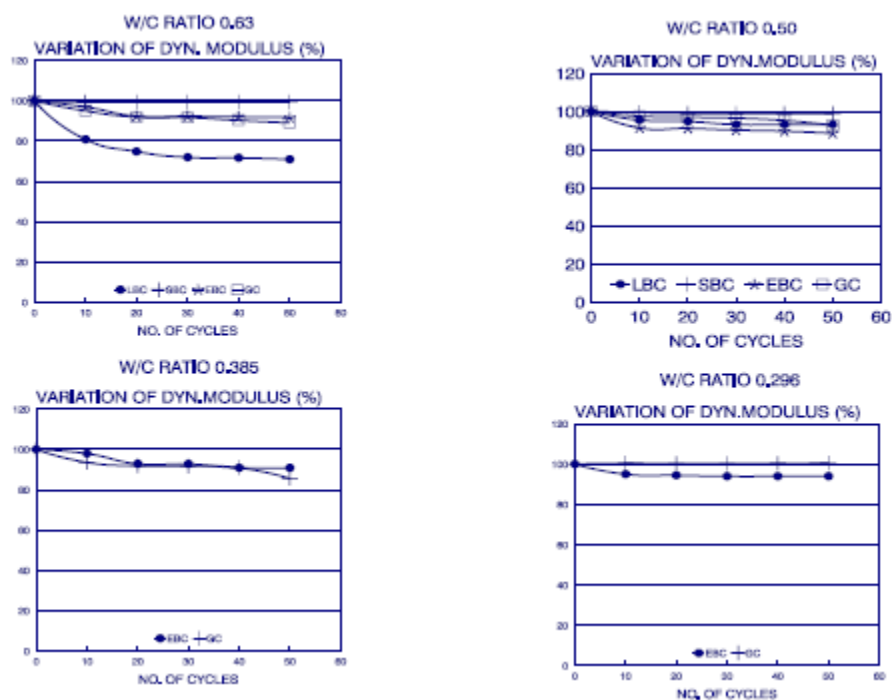 W/C RATIO 0.63
VARIATION OF DYN. MODULUS (%)
120
100
80
60
40
20
0
LBC SBC EBC GC
0 10 20 30 40 50 60
NO. OF CYCLES
W/C RATIO 0.50
VARIATION OF DYN.MODULUS (%)
120
100
80
60
40
20
0
LBC SBC EBC GC
0 10 20 30 40 50 60
NO. OF CYCLES
W/C RATIO 0.385
VARIATION OF DYN.MODULUS (%)
120
100
80
60
40
20
0
EBC GC
0 10 20 30 40 50 60
NO. OF CYCLES
W/C RATIO 0.296
VARIATION OF DYN.MODULUS (%)
120
100
80
60
40
20
0
EBC GC
0 10 20 30 40 50 60
NO. OF CYCLES